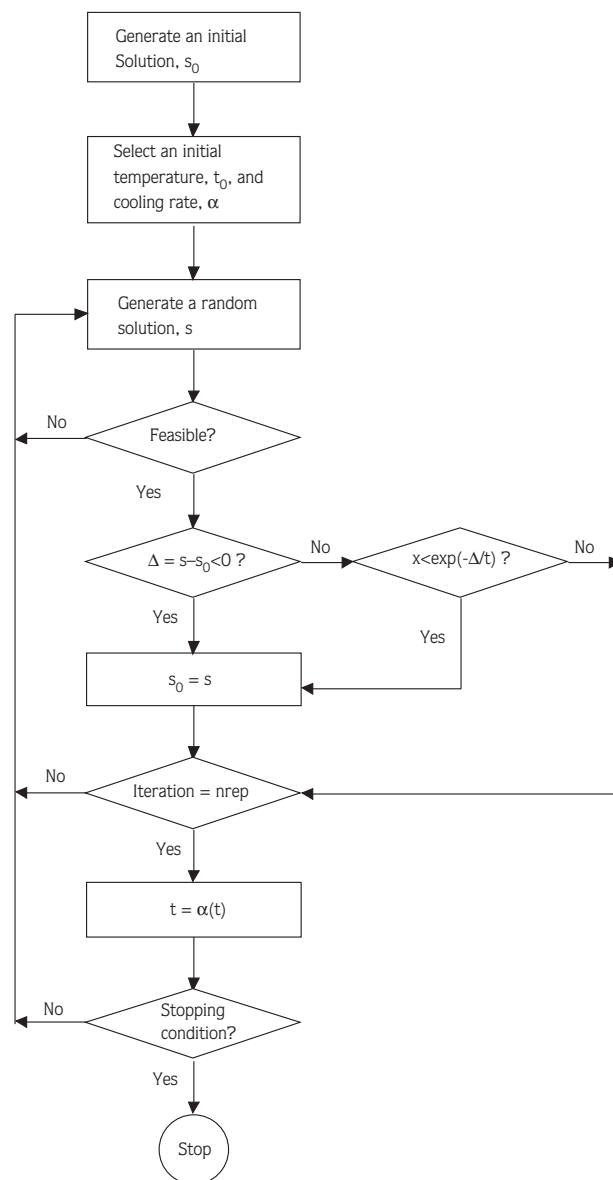 Generate an initial
Solution, s₀
Select an initial
temperature, t₀, and
cooling rate, α
Generate a random
solution, s
No
Feasible?
Yes
Δ = s–s₀<0 ?
No
x<exp(-Δ/t) ?
No
Yes
Yes
s₀ = s
No
Iteration = nrep
Yes
t = α(t)
No
Stopping
condition?
Yes
Stop